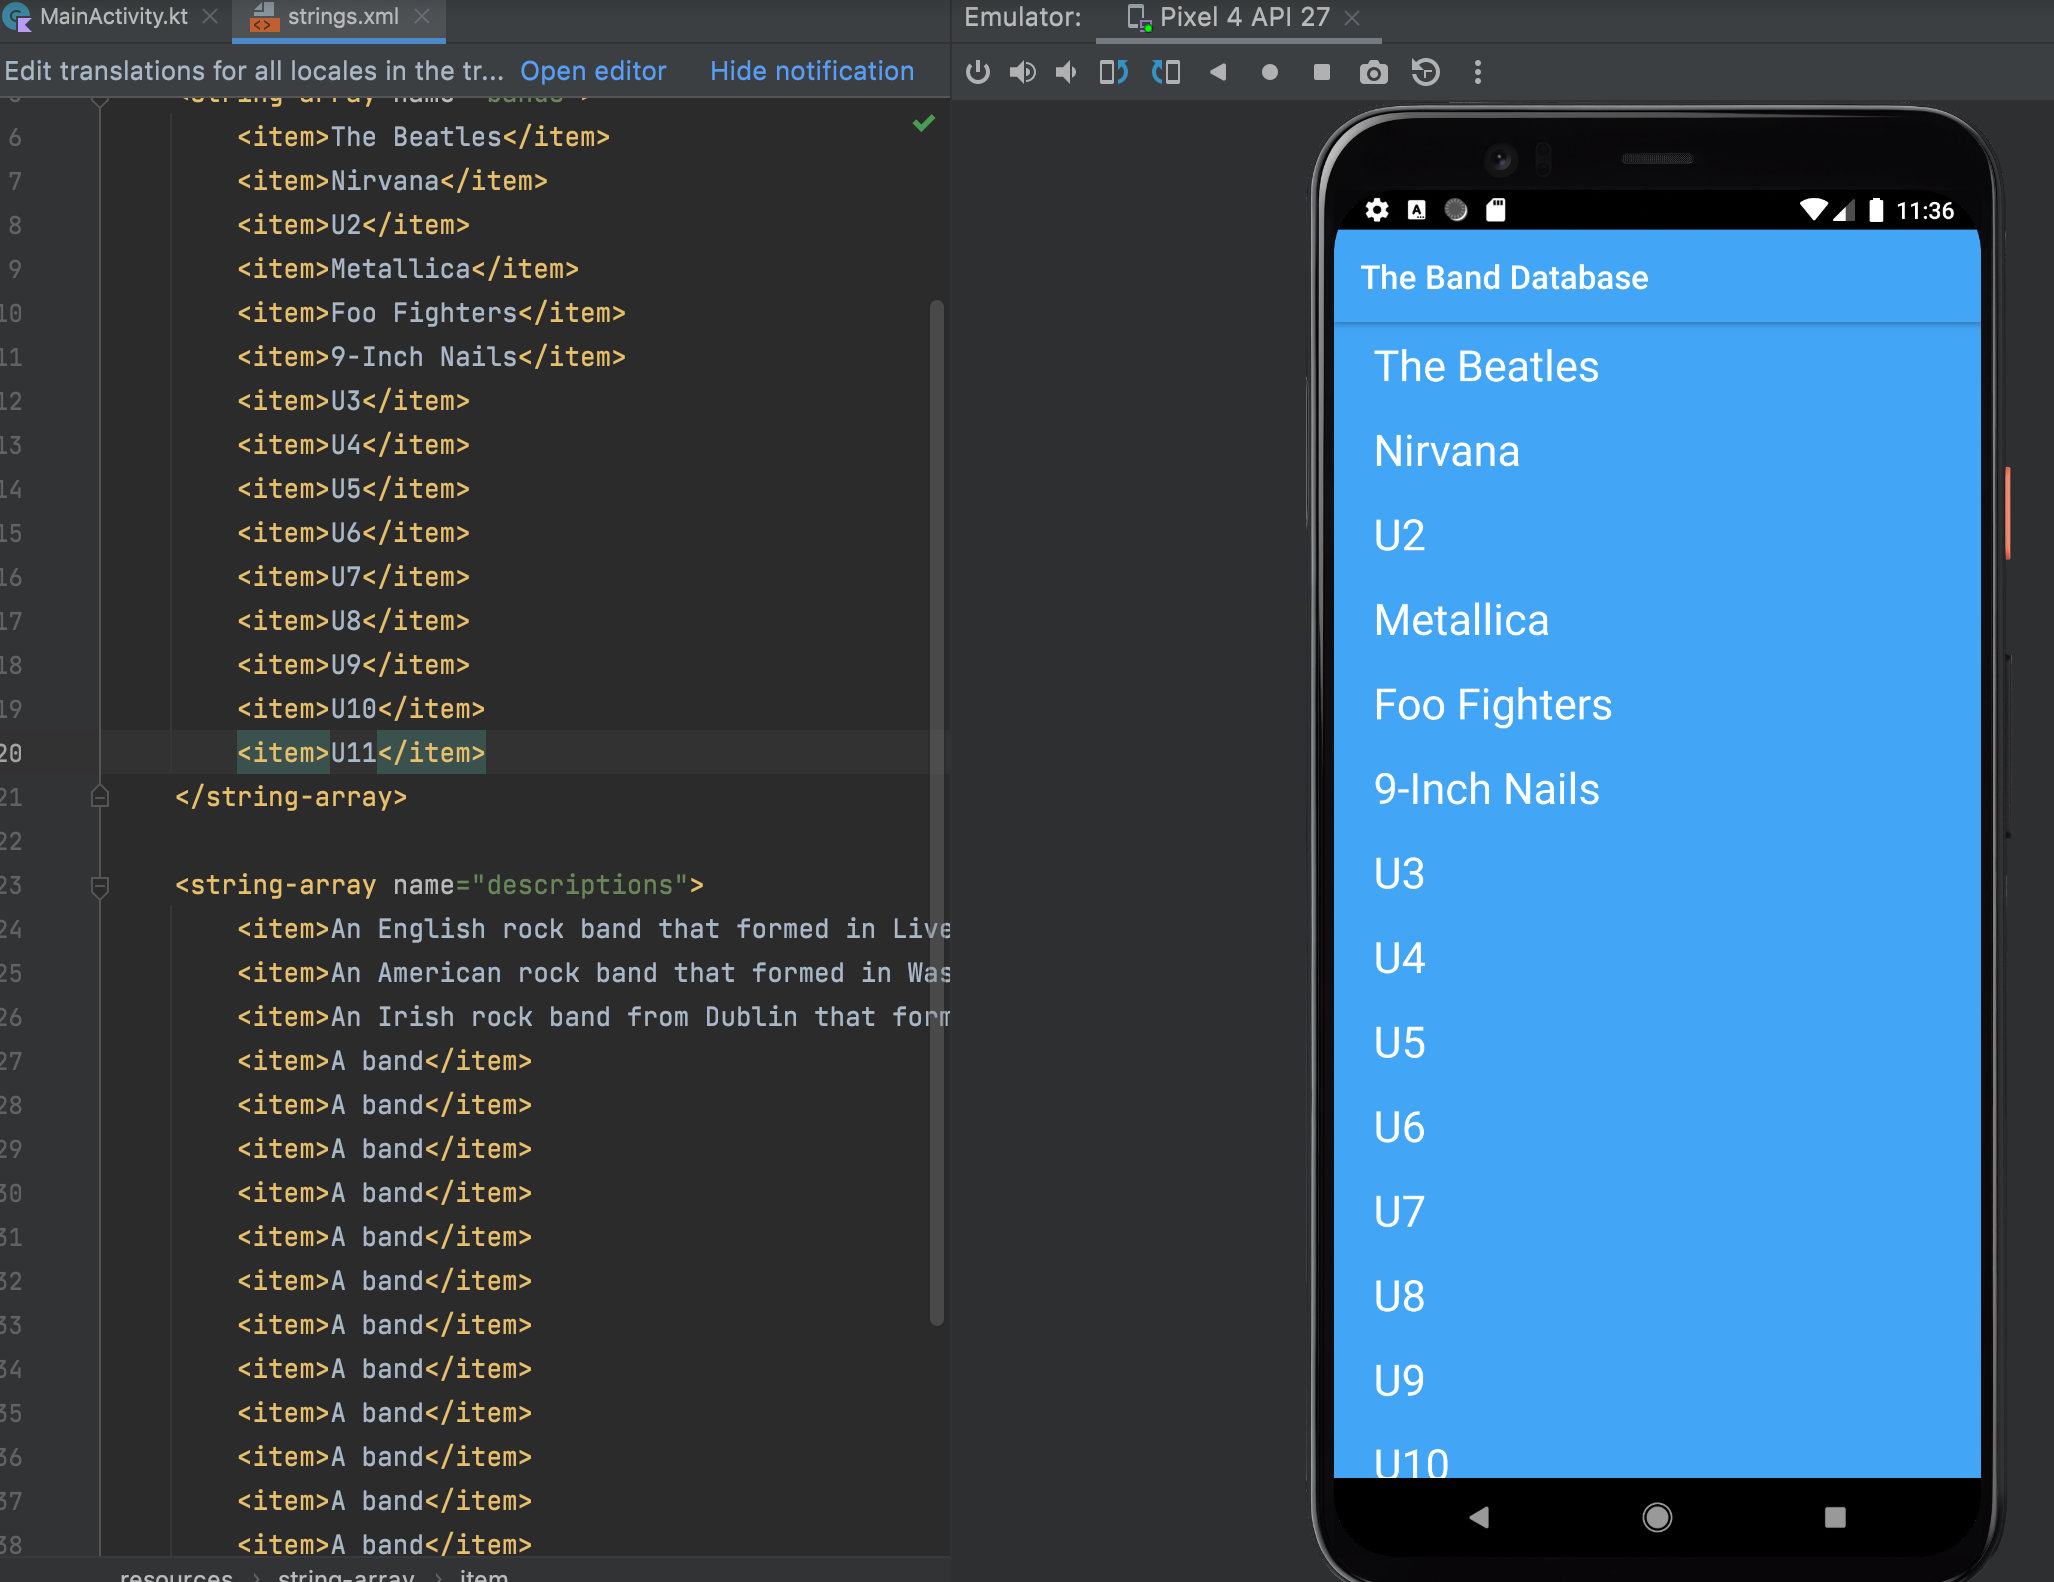 MainActivity.kt
strings.xml
Edit translations for all locales in the tr... Open editor Hide notification
<string-array name="bands">
6 <item>The Beatles</item>
7 <item>Nirvana</item>
8 <item>U2</item>
9 <item>Metallica</item>
10 <item>Foo Fighters</item>
11 <item>9-Inch Nails</item>
12 <item>U3</item>
13 <item>U4</item>
14 <item>U5</item>
15 <item>U6</item>
16 <item>U7</item>
17 <item>U8</item>
18 <item>U9</item>
19 <item>U10</item>
20 <item>U11</item>
21 </string-array>
22
23 <string-array name="descriptions">
24 <item>An English rock band that formed in Live
25 <item>An American rock band that formed in Was
26 <item>An Irish rock band from Dublin that form
27 <item>A band</item>
28 <item>A band</item>
29 <item>A band</item>
30 <item>A band</item>
31 <item>A band</item>
32 <item>A band</item>
33 <item>A band</item>
34 <item>A band</item>
35 <item>A band</item>
36 <item>A band</item>
37 <item>A band</item>
38 <item>A band</item>
resources > string-array > item
Emulator: Pixel 4 API 27
A 11:36
The Band Database
The Beatles
Nirvana
U2
Metallica
Foo Fighters
9-Inch Nails
U3
U4
U5
U6
U7
U8
U9
U10